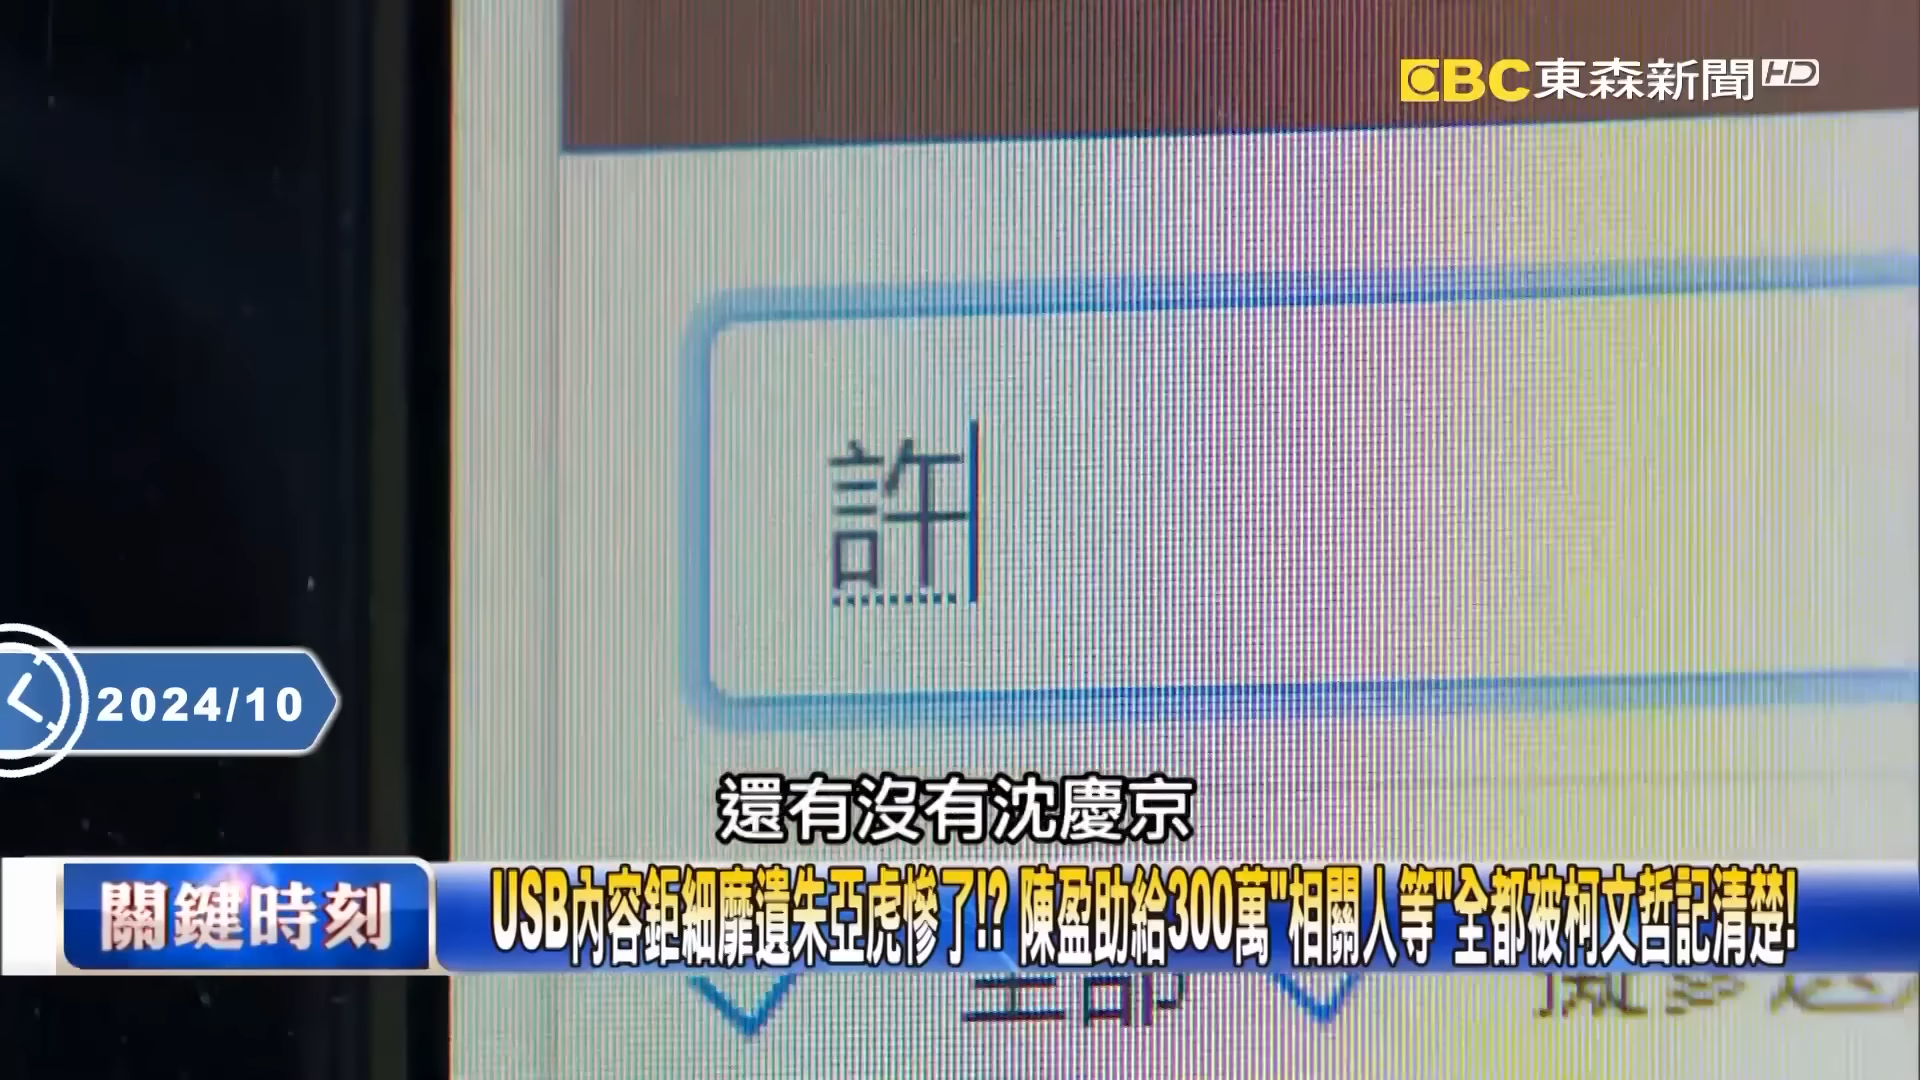 EBC東森新聞HD
許
2024/10
還有沒有沈慶京
關鍵時刻
USB內容鉅細靡遺朱亞虎慘了!? 陳盈助給300萬"相關人等"全都被柯文哲記清楚!
全部